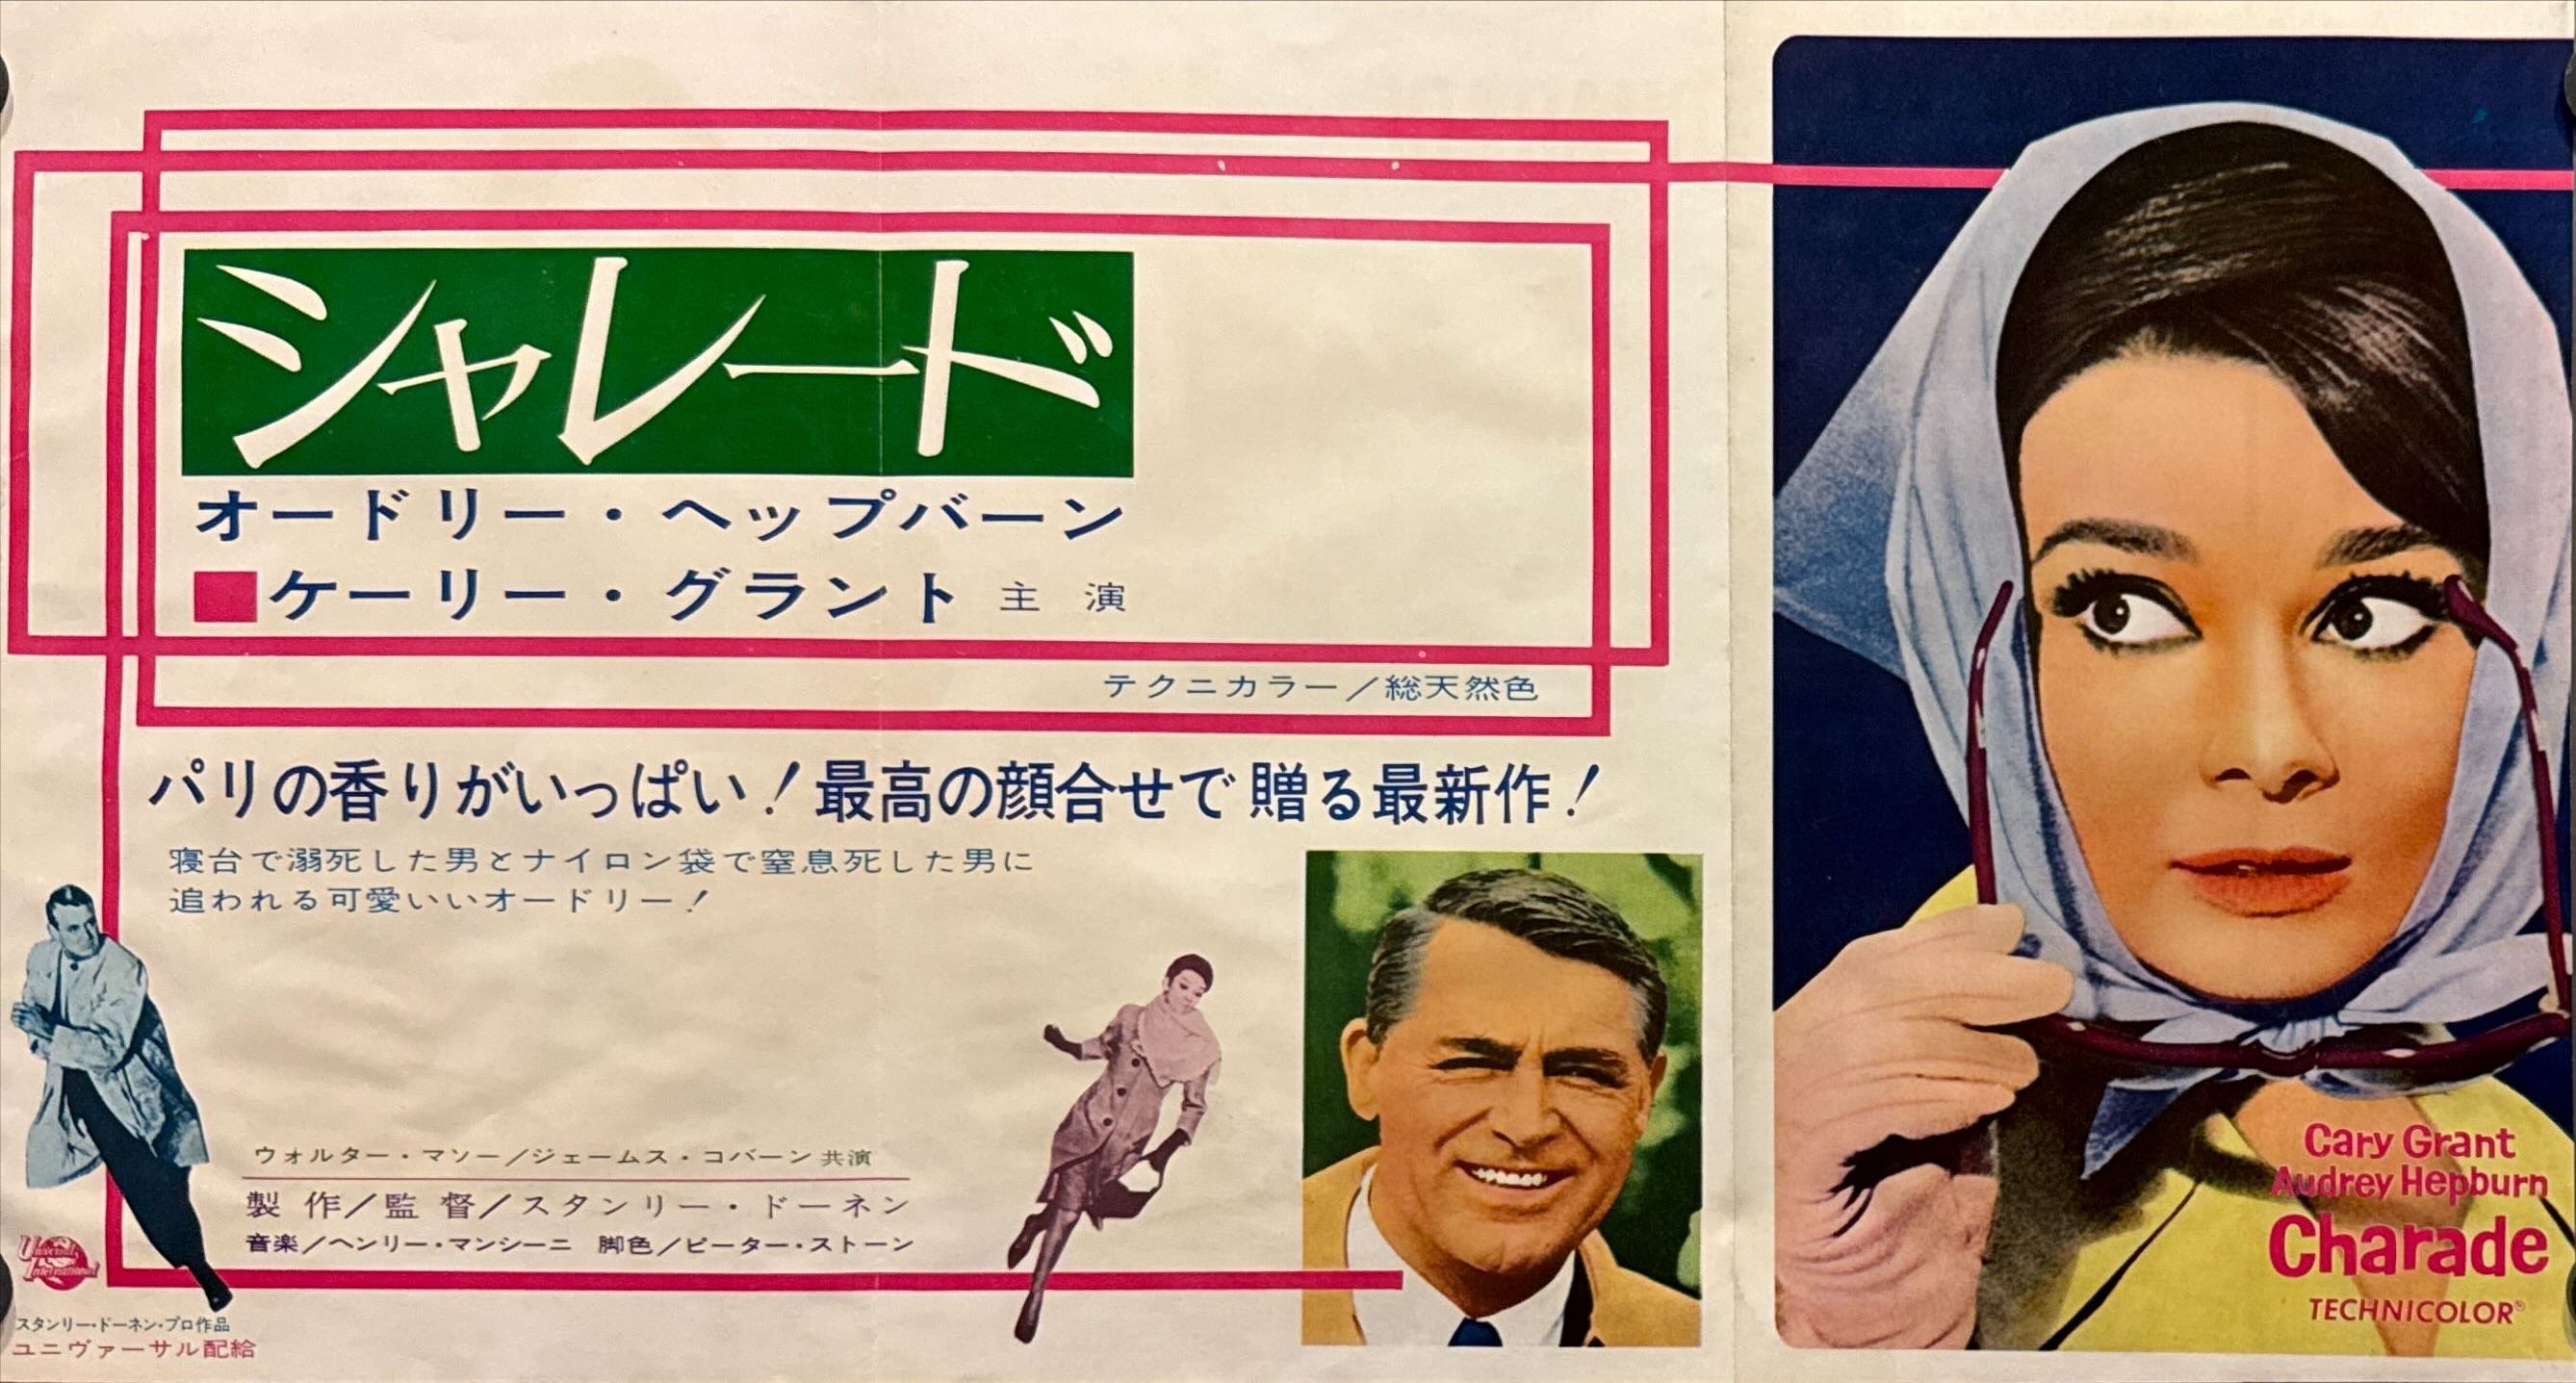 シャレード
オードリー・ヘップバーン
■ケーリー・グラント 主演
テクニカラー／総天然色
パリの香りがいっぱい！最高の顔合せで贈る最新作！
寝台で溺死した男とナイロン袋で窒息死した男に
追われる可愛いいオードリー！
ウォルター・マソー／ジェームス・コバーン 共演
製作／監督／スタンリー・ドーネン
音楽／ヘンリー・マンシーニ 脚色／ピーター・ストーン
Universal
International
スタンリー・ドーネン・プロ作品
ユニヴァーサル配給
Cary Grant
Audrey Hepburn
Charade
TECHNICOLOR®